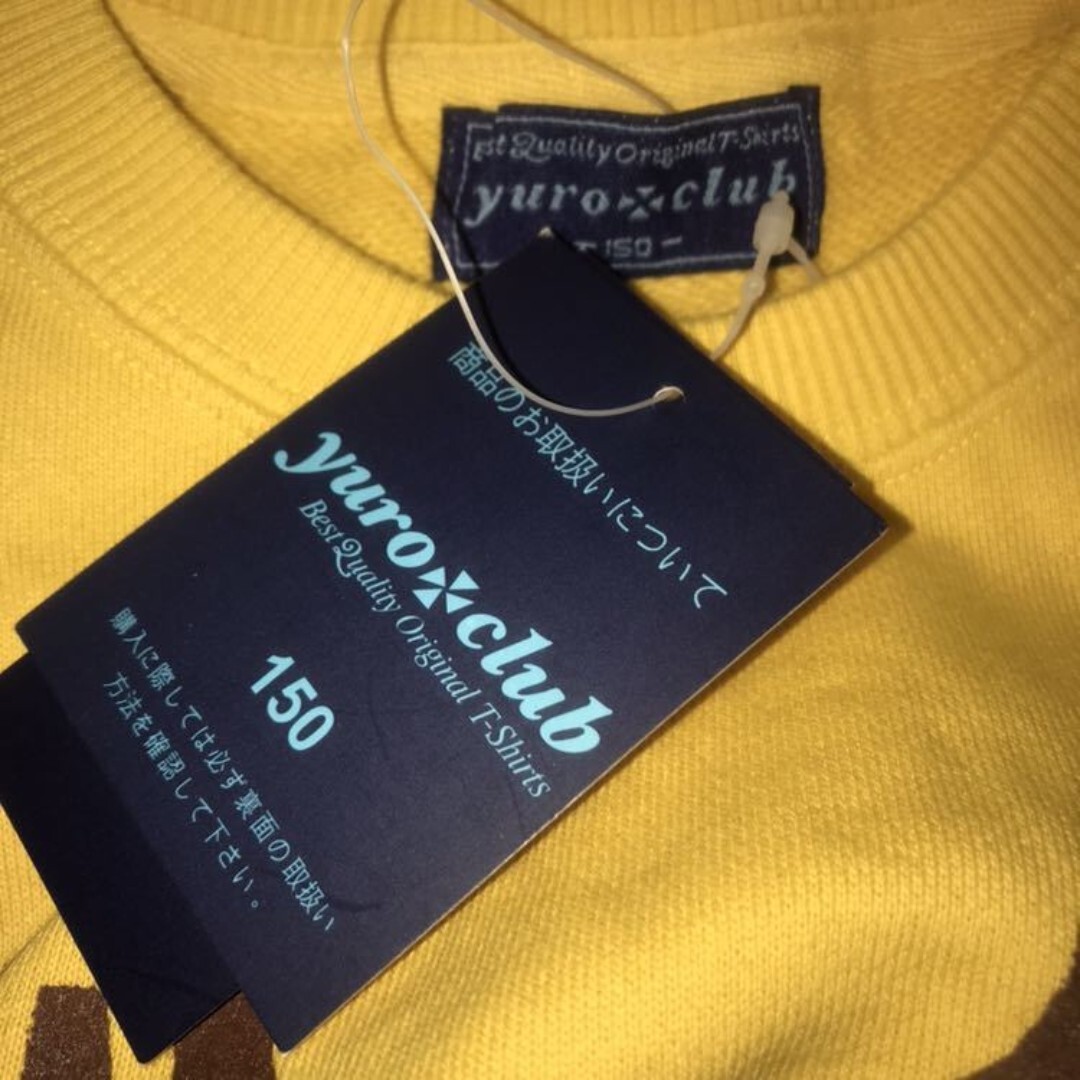 Est Quality Original T-Shirts
yuro club
150
商品のお取扱いについて
yuro club
Best Quality Original T-Shirts
150
購入に際しては必ず裏面の取扱い
方法を確認して下さい。